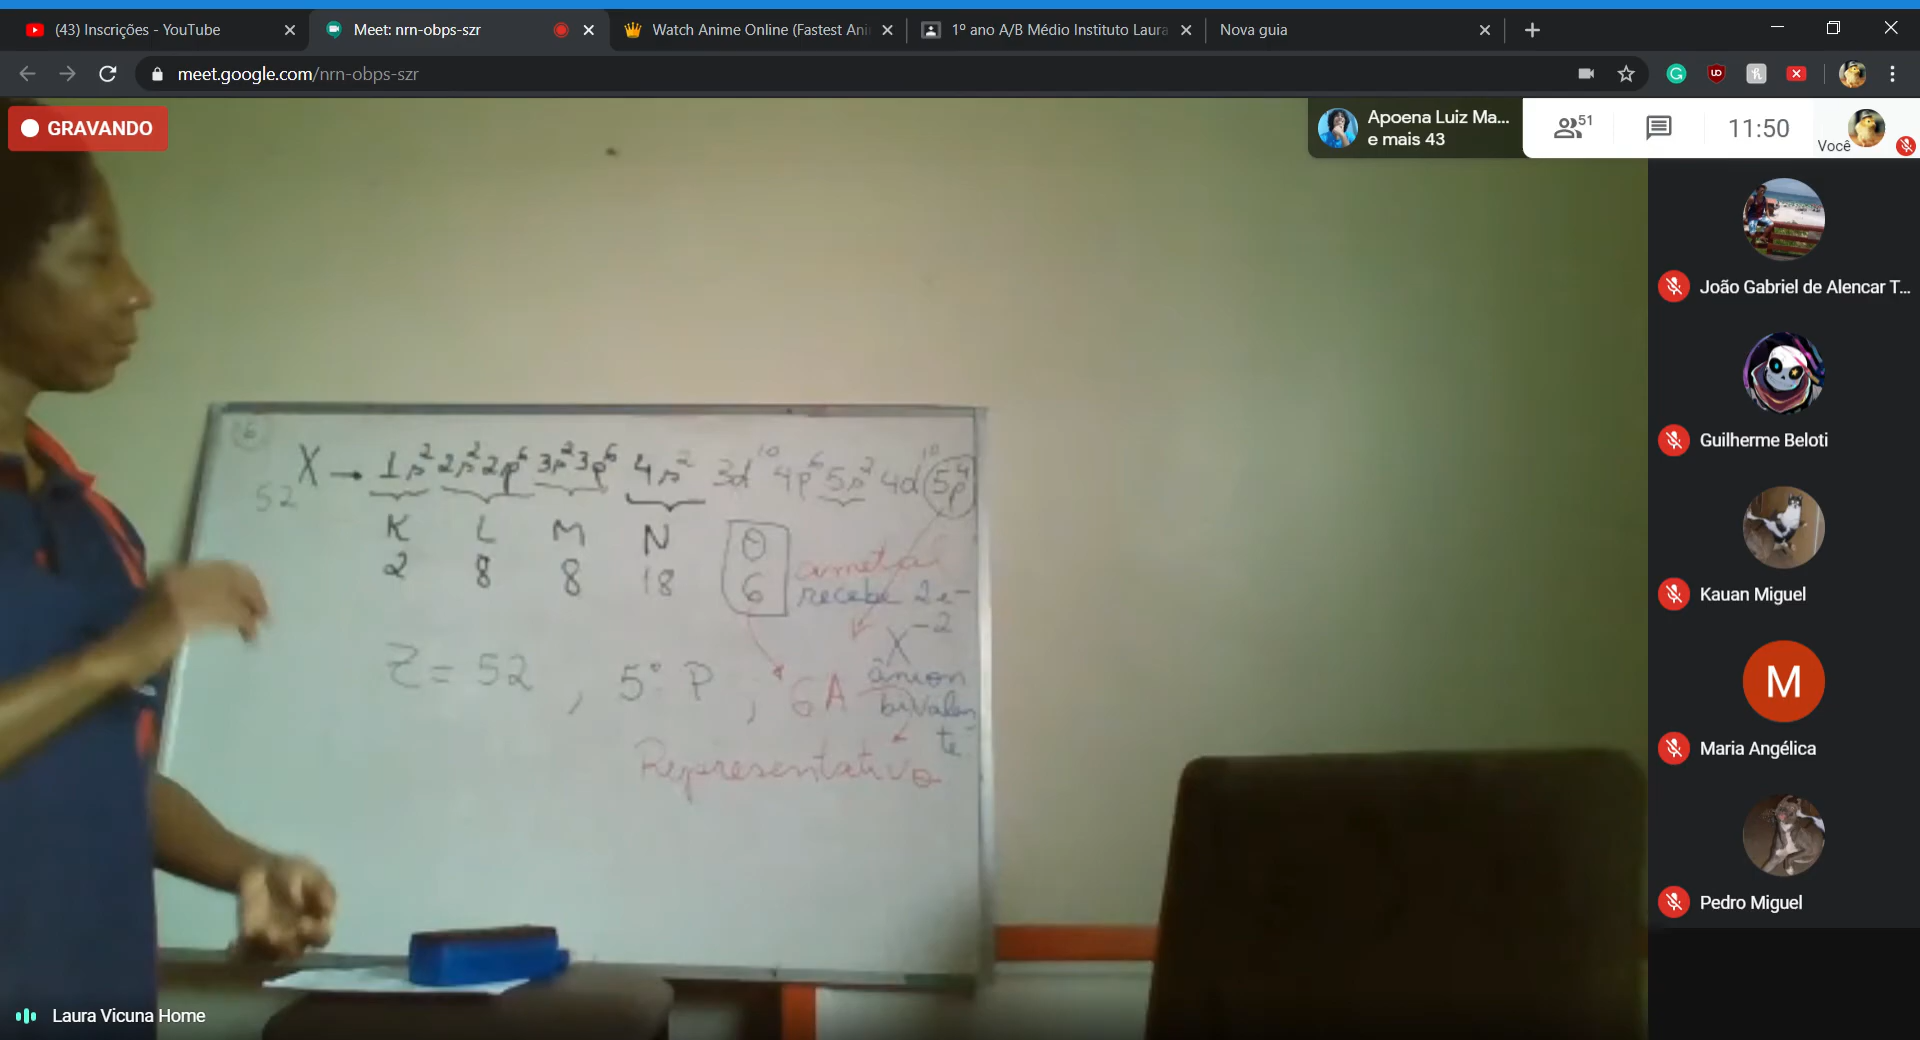 (43) Inscrições - YouTube
Meet: nrn-obps-szr
Watch Anime Online (Fastest Ani
1º ano A/B Médio Instituto Laura
Nova guia
meet.google.com/nrn-obps-szr
GRAVANDO
Apoena Luiz Ma...
e mais 43
51
11:50
Você
João Gabriel de Alencar T...
Guilherme Beloti
Kauan Miguel
M
Maria Angélica
Pedro Miguel
6
52 X → 1s² 2s² 2p⁶ 3s² 3p⁶ 4s² 3d¹⁰ 4p⁶ 5s² 4d¹⁰ 5p⁴
K L M N O
2 8 8 18 6
ametal
recebe 2e-
X⁻²
ânion
bivalen
te
Z = 52 , 5º P ; 6A
Representativo
Laura Vicuna Home